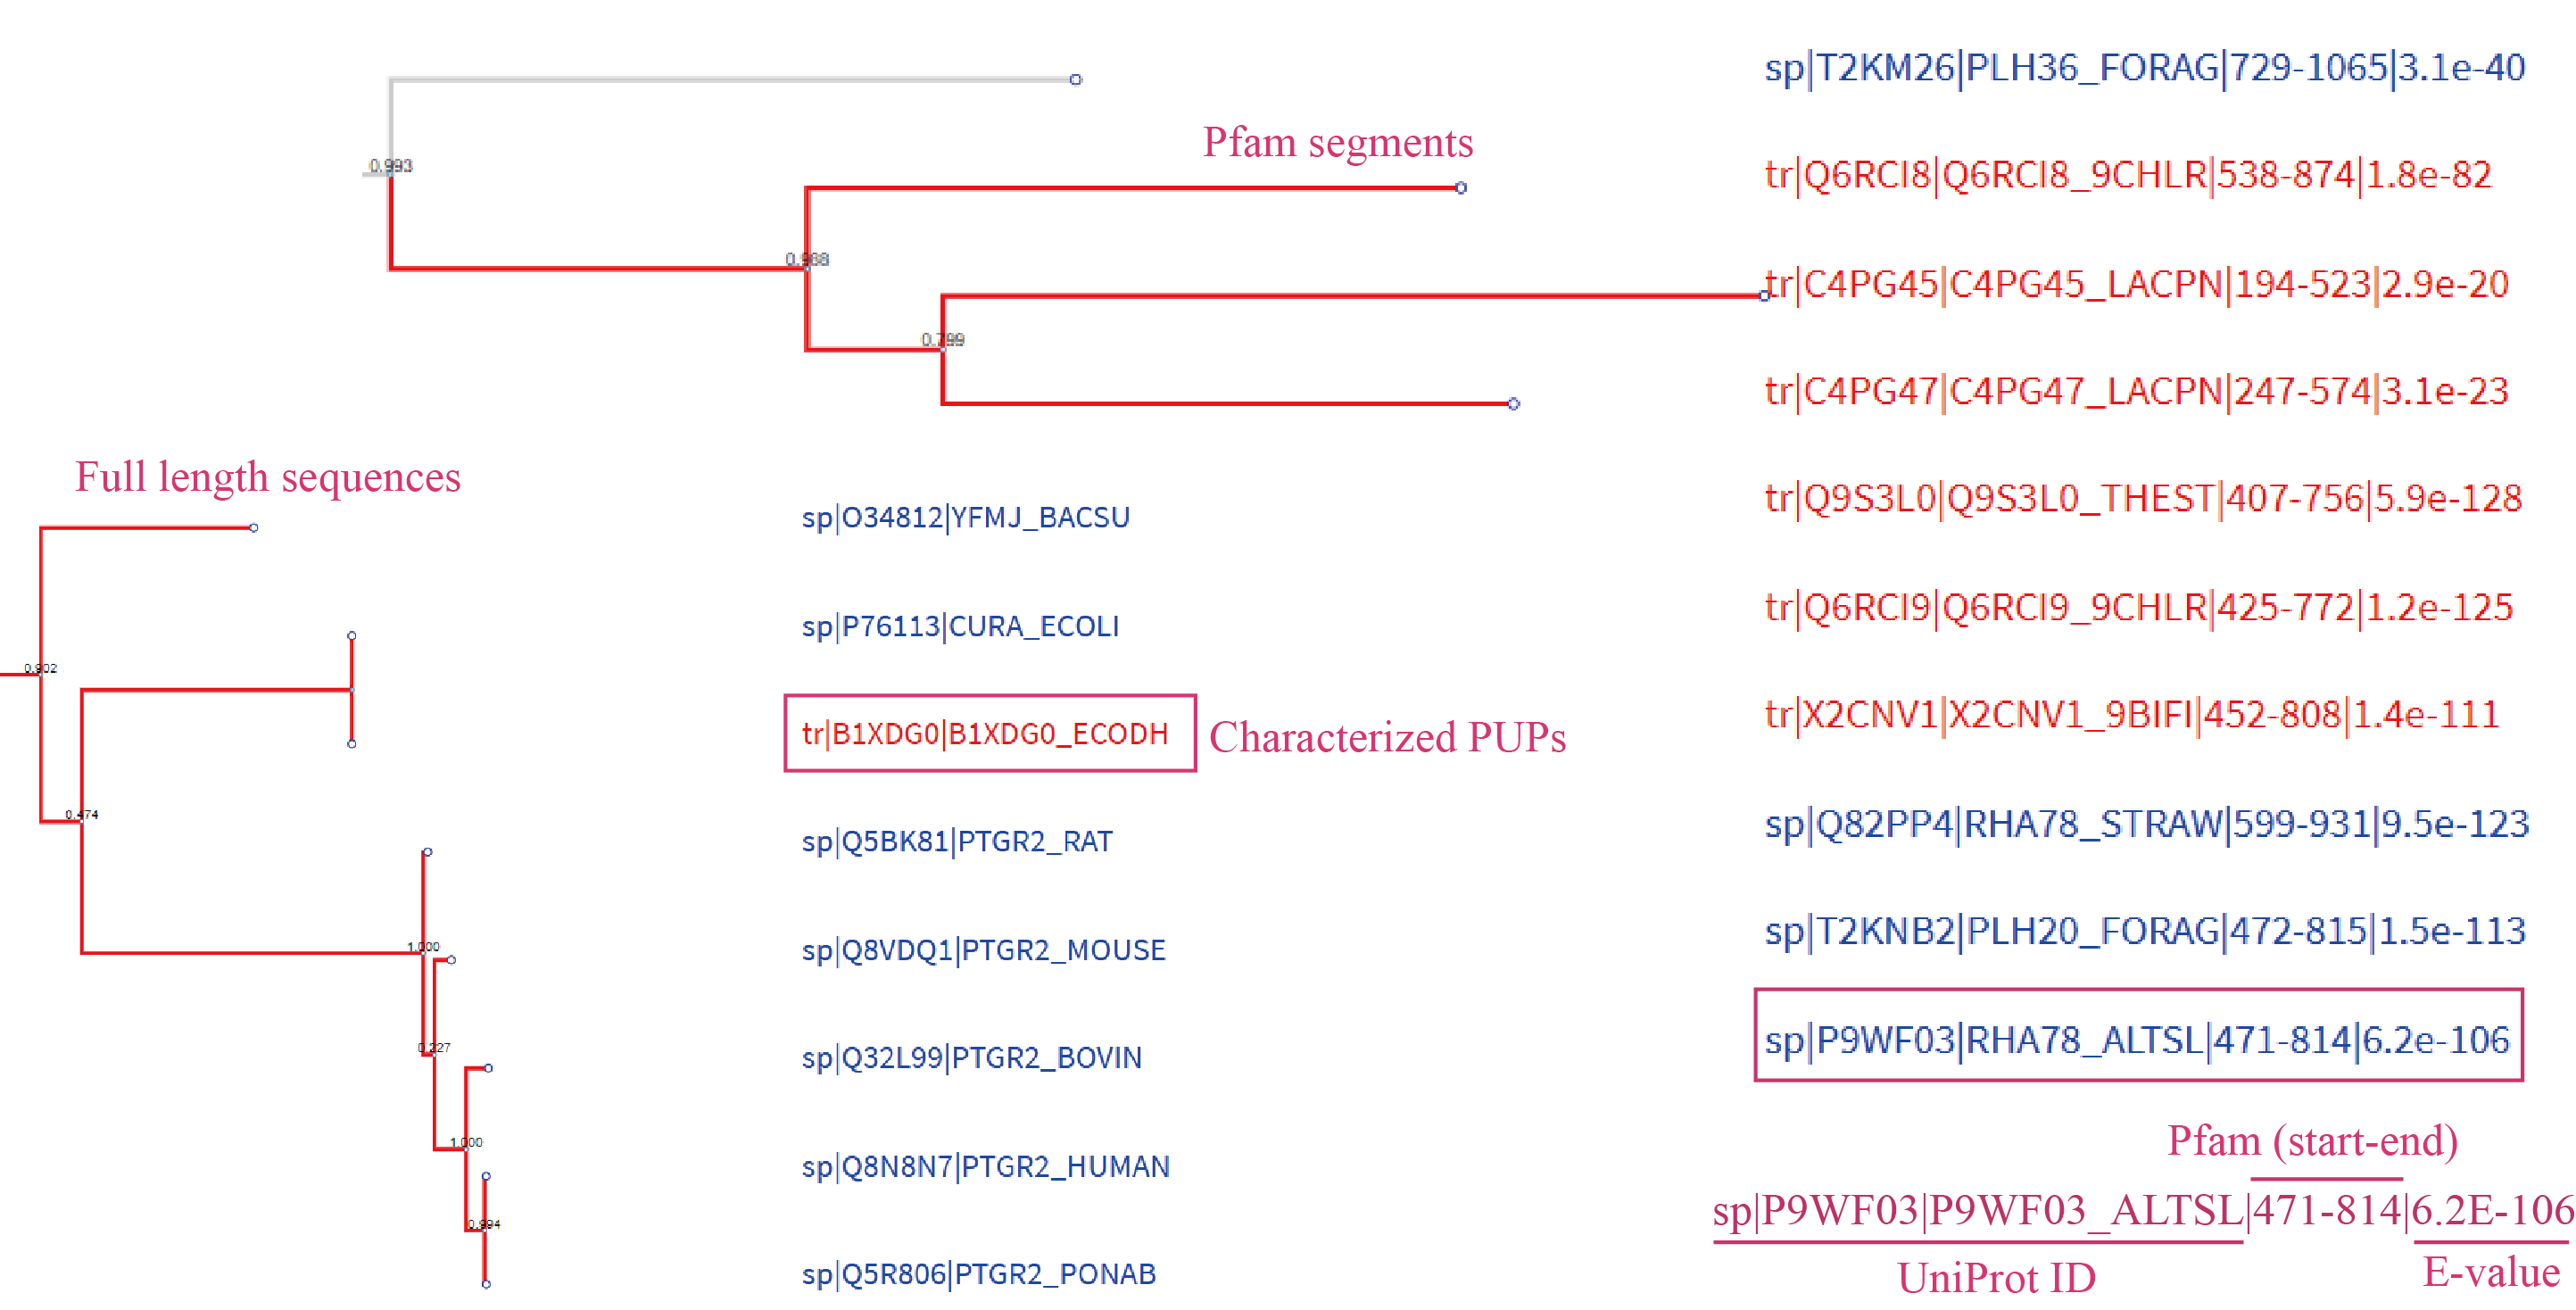 sp|T2KM26|PLH36_FORAG|729-1065|3.1e-40
Pfam segments
0.993
tr|Q6RCI8|Q6RCI8_9CHLR|538-874|1.8e-82
0.988
tr|C4PG45|C4PG45_LACPN|194-523|2.9e-20
0.799
tr|C4PG47|C4PG47_LACPN|247-574|3.1e-23
Full length sequences
tr|Q9S3L0|Q9S3L0_THEST|407-756|5.9e-128
sp|O34812|YFMJ_BACSU
tr|Q6RCI9|Q6RCI9_9CHLR|425-772|1.2e-125
sp|P76113|CURA_ECOLI
0.902
tr|X2CNV1|X2CNV1_9BIFI|452-808|1.4e-111
tr|B1XDG0|B1XDG0_ECODH
Characterized PUPs
0.474
sp|Q82PP4|RHA78_STRAW|599-931|9.5e-123
sp|Q5BK81|PTGR2_RAT
sp|T2KNB2|PLH20_FORAG|472-815|1.5e-113
1.000
sp|Q8VDQ1|PTGR2_MOUSE
sp|P9WF03|RHA78_ALTSL|471-814|6.2e-106
0.227
sp|Q32L99|PTGR2_BOVIN
1.000
Pfam (start-end)
sp|Q8N8N7|PTGR2_HUMAN
sp|P9WF03|P9WF03_ALTSL|471-814|6.2E-106
0.994
sp|Q5R806|PTGR2_PONAB
UniProt ID
E-value